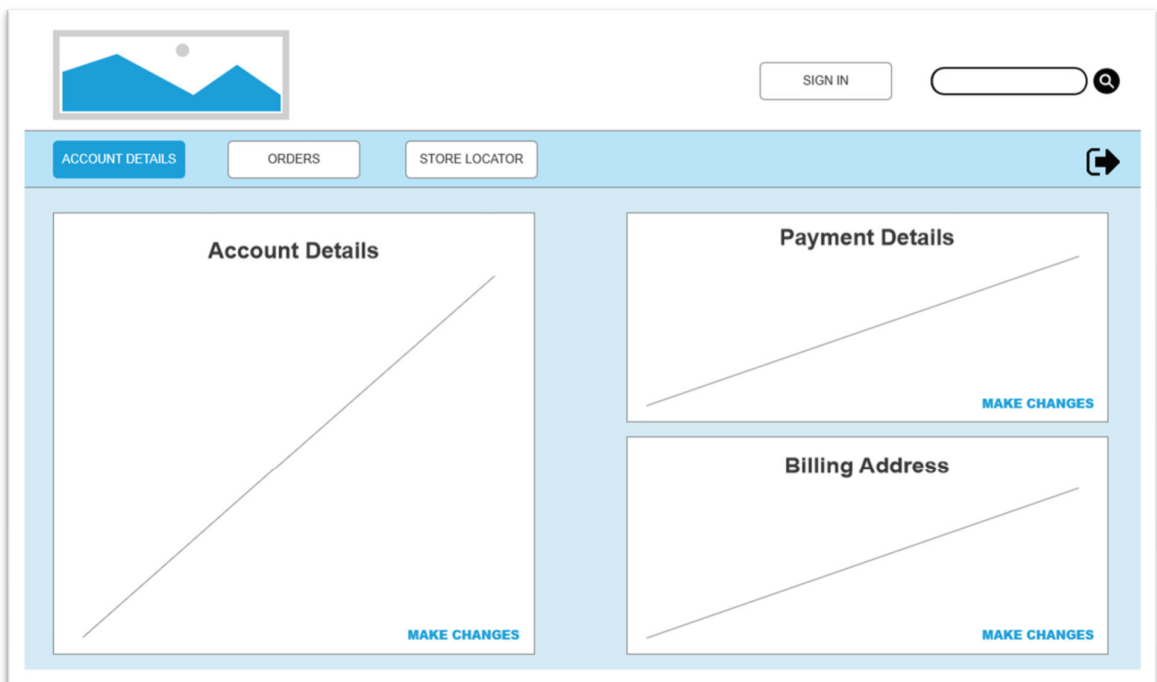 SIGN IN
ACCOUNT DETAILS
ORDERS
STORE LOCATOR
Account Details
MAKE CHANGES
Payment Details
MAKE CHANGES
Billing Address
MAKE CHANGES